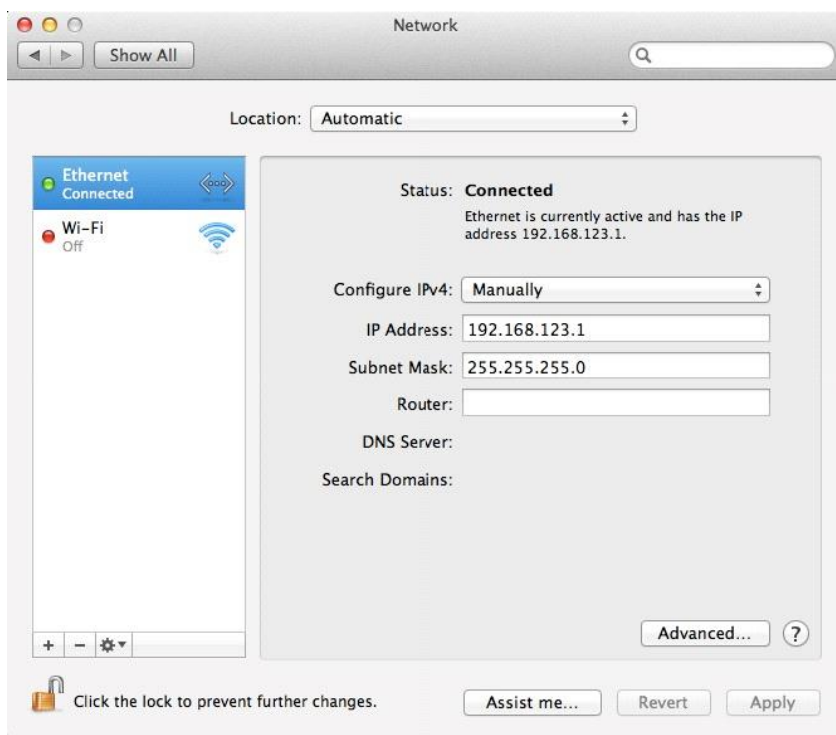 Network
Show All
Location: Automatic
Ethernet
Connected
Wi-Fi
Off
Status: Connected
Ethernet is currently active and has the IP
address 192.168.123.1.
Configure IPv4: Manually
IP Address: 192.168.123.1
Subnet Mask: 255.255.255.0
Router:
DNS Server:
Search Domains:
Advanced... ?
Click the lock to prevent further changes.
Assist me... Revert Apply